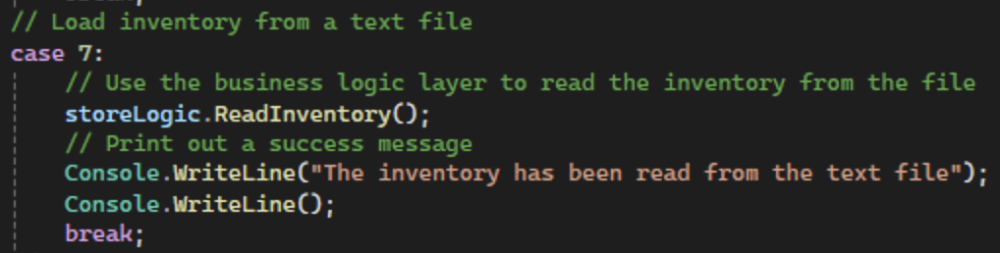 // Load inventory from a text file
case 7:
// Use the business logic layer to read the inventory from the file
storeLogic.ReadInventory();
// Print out a success message
Console.WriteLine("The inventory has been read from the text file");
Console.WriteLine();
break;